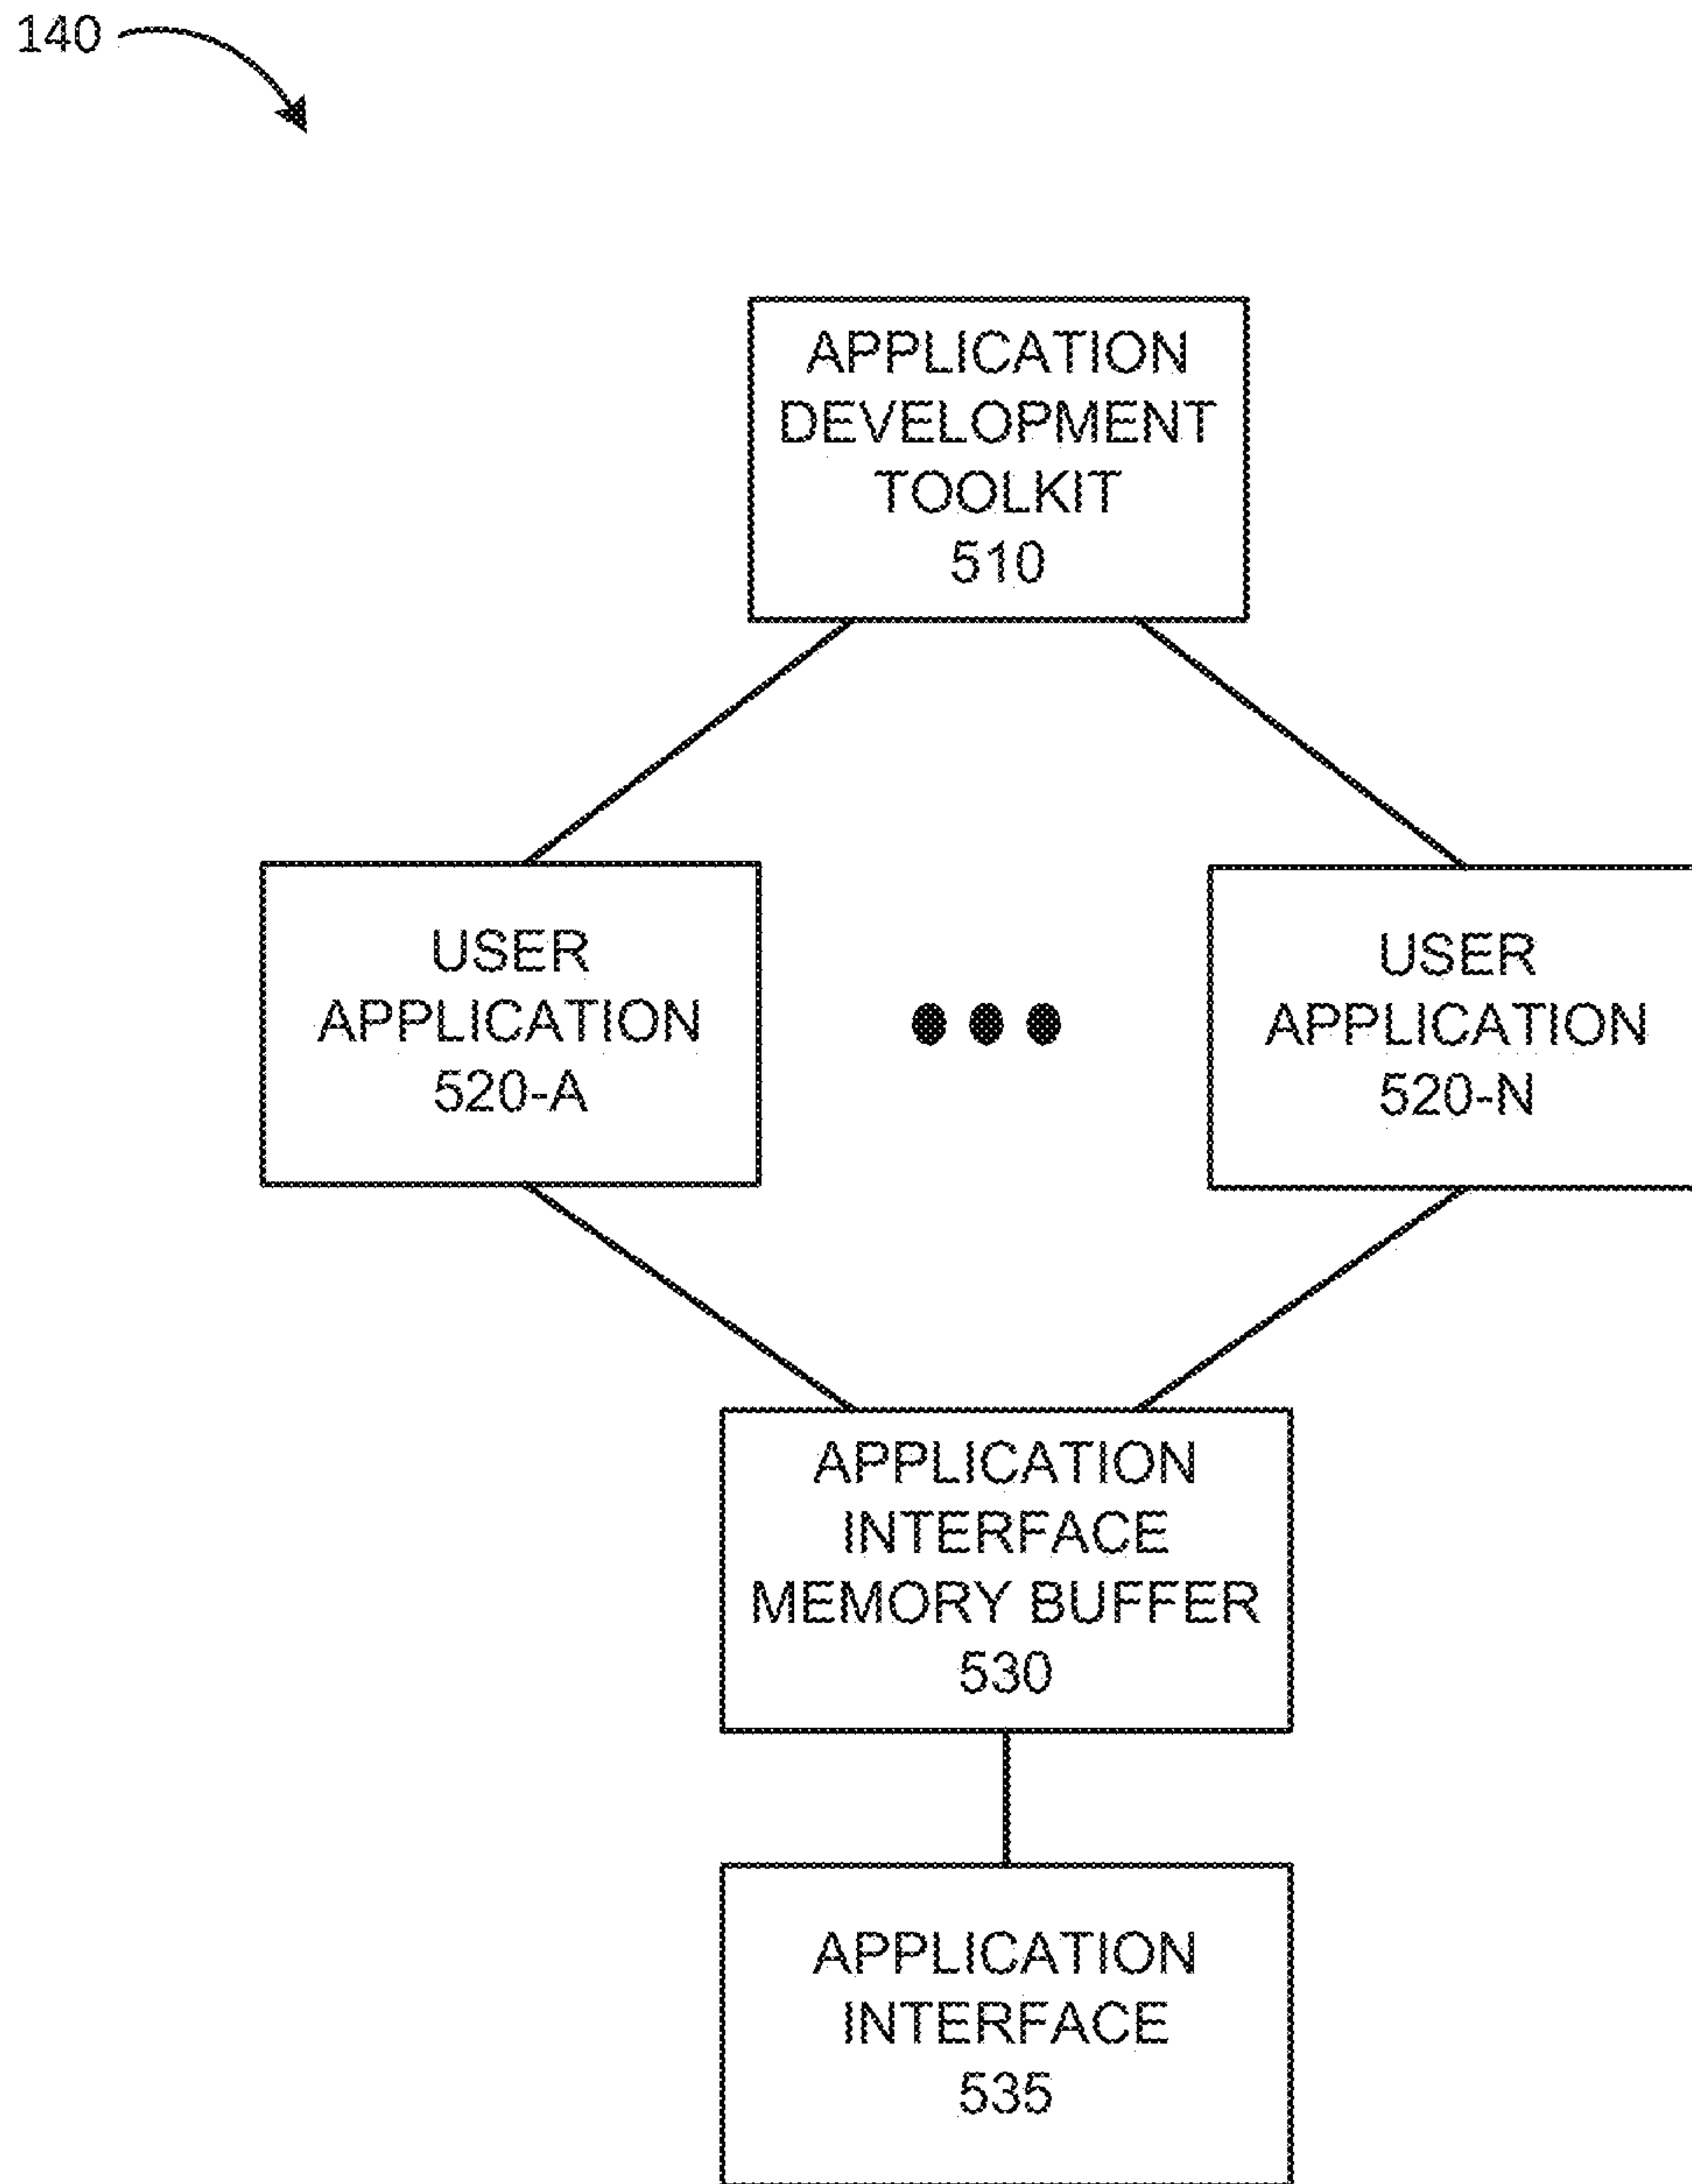 140
APPLICATION
DEVELOPMENT
TOOLKIT
510
USER
APPLICATION
520-A
USER
APPLICATION
520-N
APPLICATION
INTERFACE
MEMORY BUFFER
530
APPLICATION
INTERFACE
535